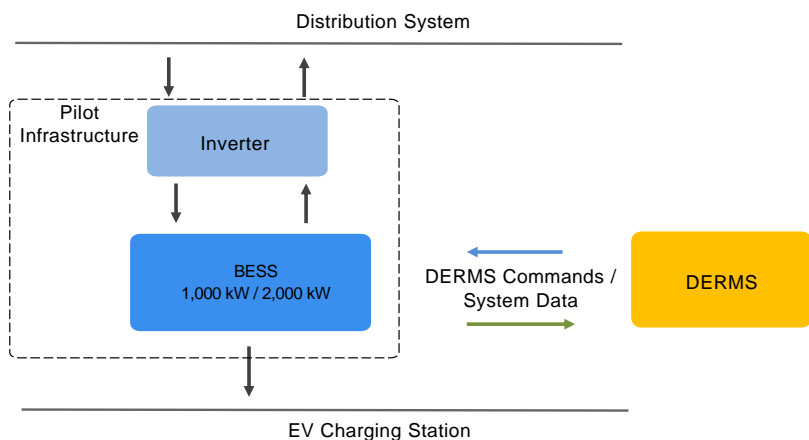 Distribution System
Pilot
Infrastructure
Inverter
BESS
1,000 kW / 2,000 kW
DERMS Commands /
System Data
DERMS
EV Charging Station